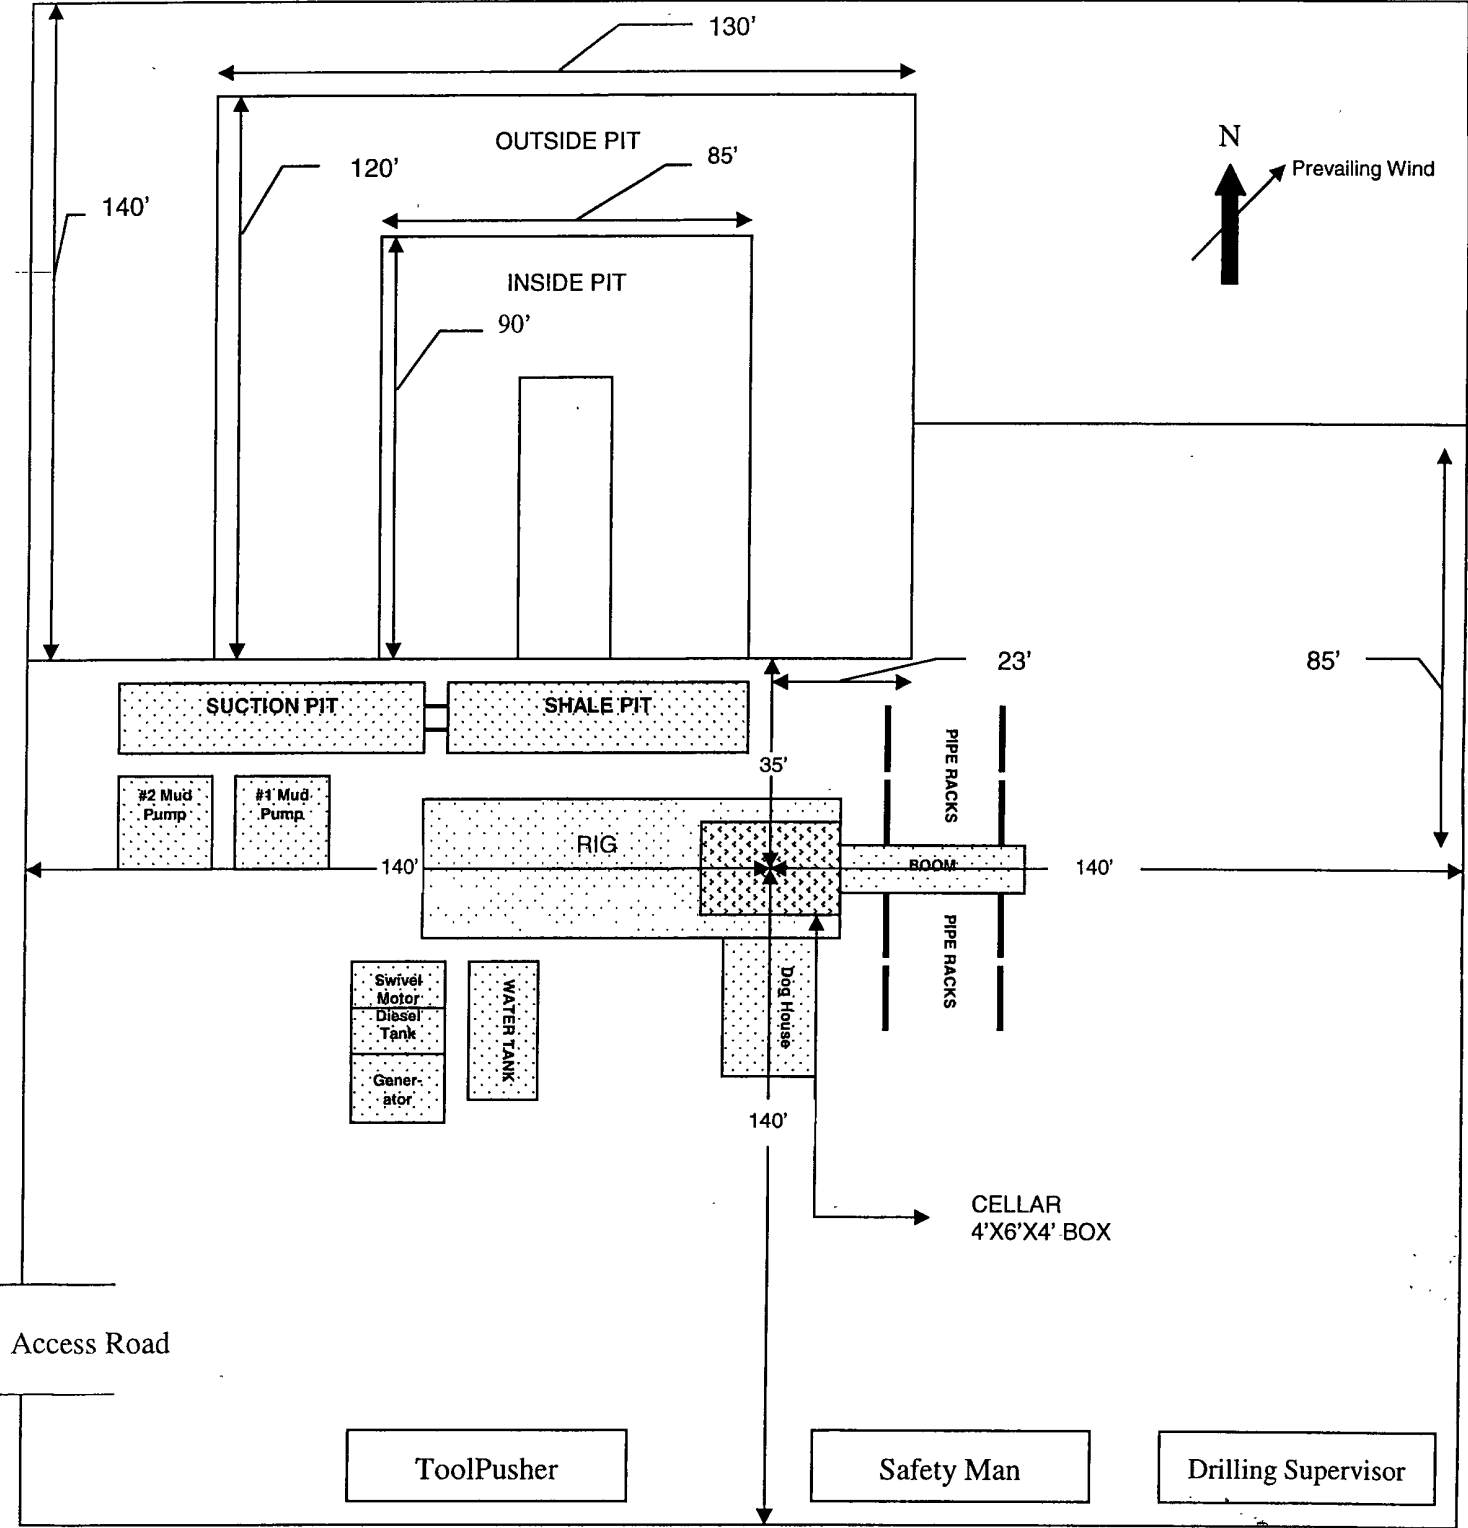 130'
OUTSIDE PIT
N
85'
Prevailing Wind
120'
140'
INSIDE PIT
90'
23'
85'
SUCTION PIT
SHALE PIT
35'
PIPE RACKS
#2 Mud
Pump
#1 Mud
Pump
RIG
140'
BOOM
140'
PIPE RACKS
Swivel
Motor
Diesel
Tank
Gener-
ator
WATER TANK
Dog House
140'
CELLAR
4'X6'X4' BOX
Access Road
ToolPusher
Safety Man
Drilling Supervisor